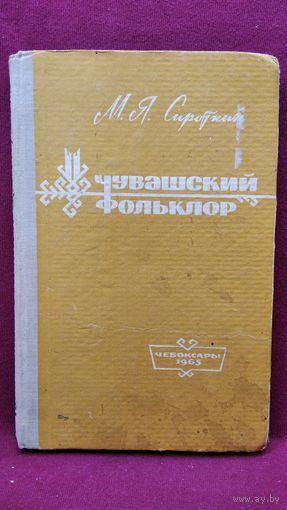 М. Я. Сироткин
ЧУВАШСКИЙ
ФОЛЬКЛОР
ЧЕБОКСАРЫ
1965
www.ay.by